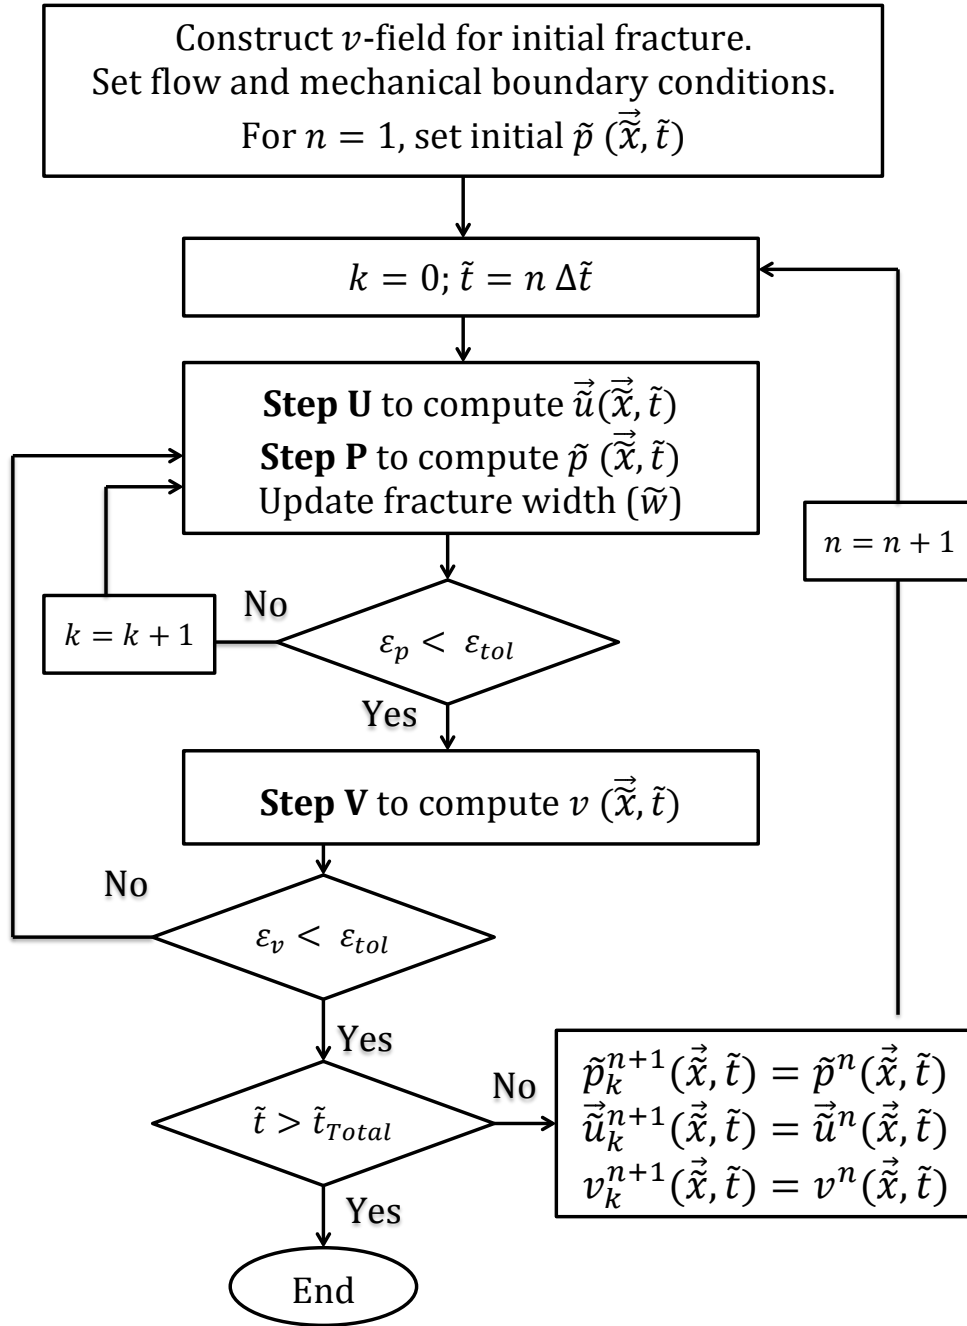 Construct 𝑣-field for initial fracture.
Set flow and mechanical boundary conditions.
For 𝑛 = 1, set initial p̃ (x̃⃗, t̃)
𝑘 = 0; t̃ = 𝑛 Δt̃
Step U to compute ũ⃗(x̃⃗, t̃)
Step P to compute p̃ (x̃⃗, t̃)
Update fracture width (w̃)
𝑛 = 𝑛 + 1
No
𝑘 = 𝑘 + 1
𝜀_p < 𝜀_tol
Yes
Step V to compute 𝑣 (x̃⃗, t̃)
No
𝜀_v < 𝜀_tol
Yes
t̃ > t̃_Total
No
p̃_k^{n+1}(x̃⃗, t̃) = p̃^n(x̃⃗, t̃)
ũ⃗_k^{n+1}(x̃⃗, t̃) = ũ⃗^n(x̃⃗, t̃)
v_k^{n+1}(x̃⃗, t̃) = v^n(x̃⃗, t̃)
Yes
End